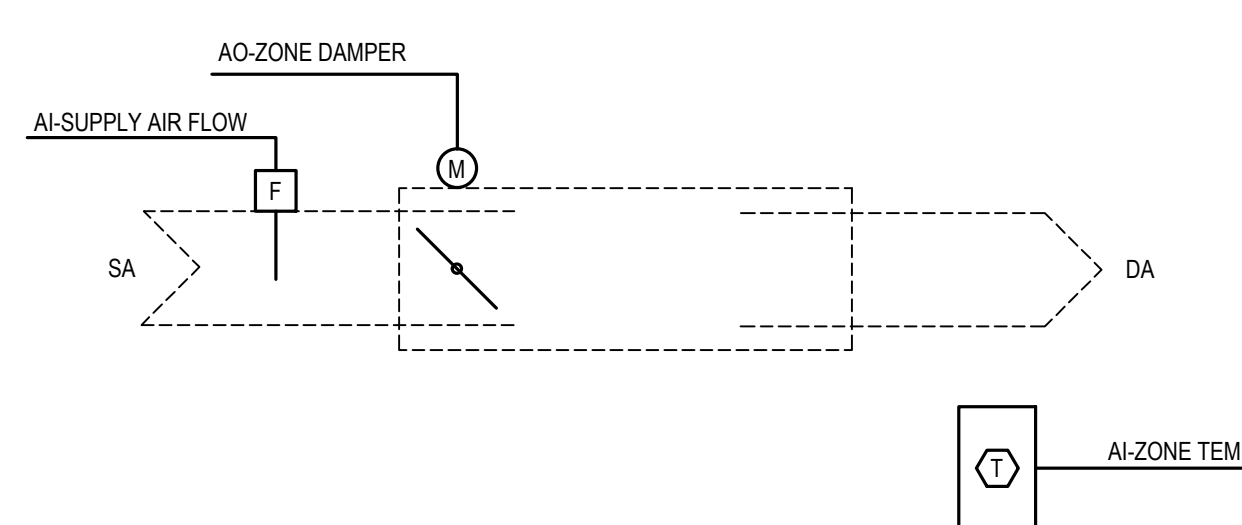 AO-ZONE DAMPER
AI-SUPPLY AIR FLOW
M
F
SA
DA
T
AI-ZONE TEM